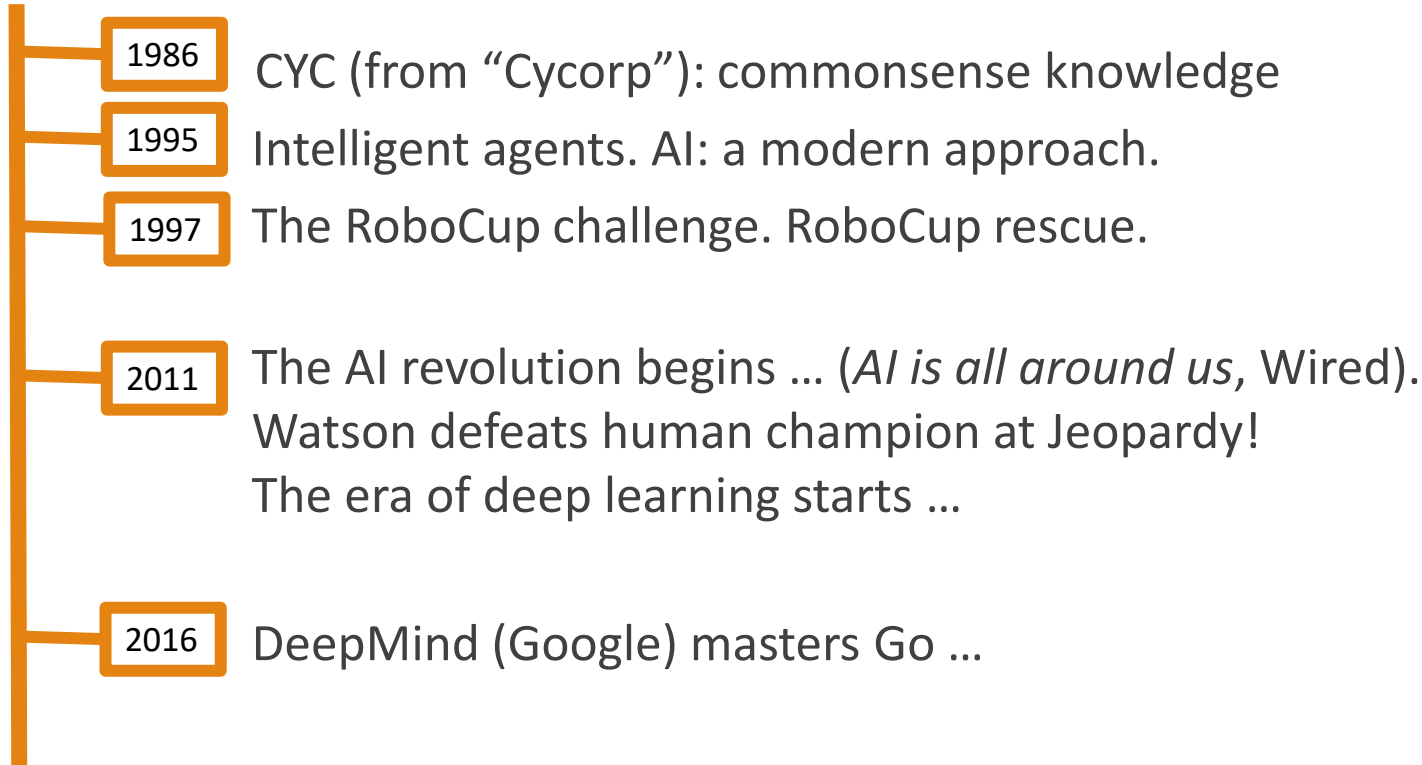 1986 CYC (from “Cycorp”): commonsense knowledge
1995 Intelligent agents. AI: a modern approach.
1997 The RoboCup challenge. RoboCup rescue.
2011 The AI revolution begins … (AI is all around us, Wired).
Watson defeats human champion at Jeopardy!
The era of deep learning starts …
2016 DeepMind (Google) masters Go …